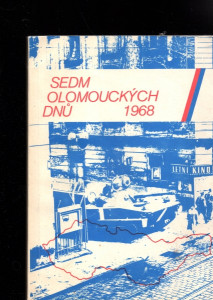 SEDM
OLOMOUCKÝCH
DNŮ 1968
LETNÍ KINO